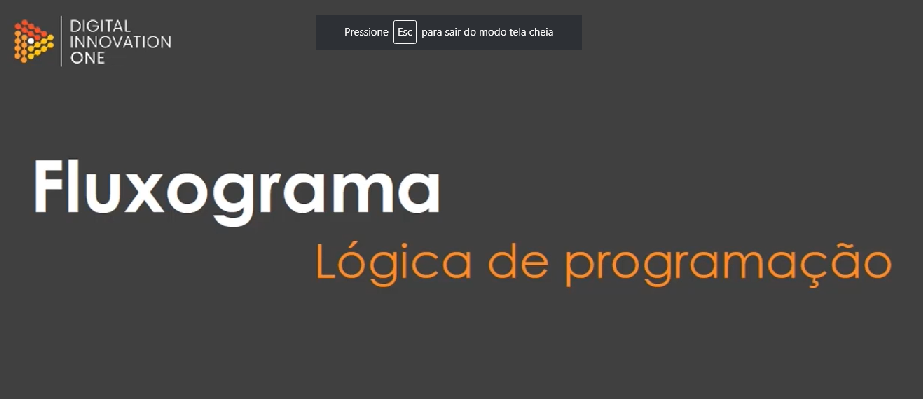 DIGITAL
INNOVATION
ONE
Pressione Esc para sair do modo tela cheia
Fluxograma
Lógica de programação